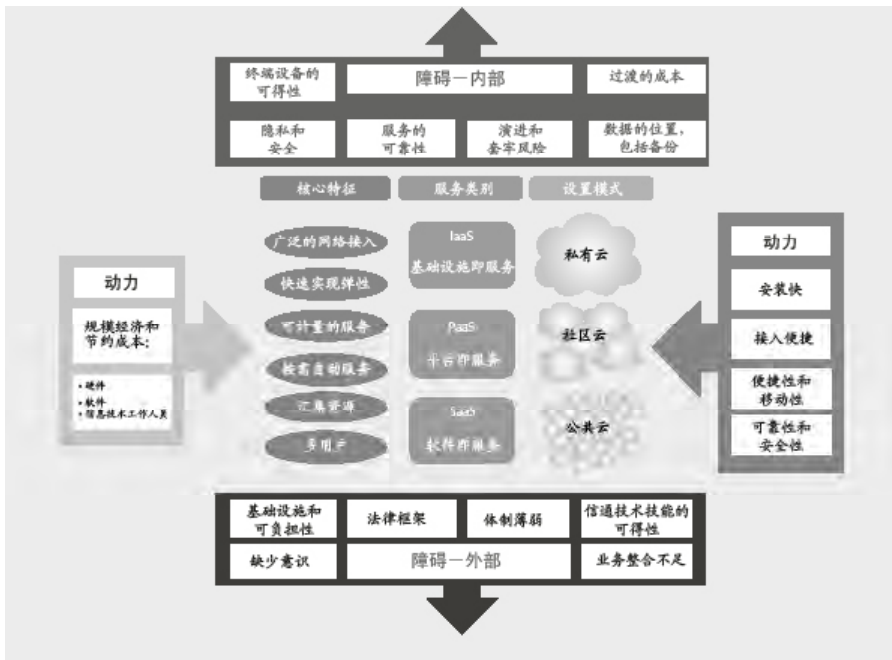 终端设备的
可得性
障碍－内部
过渡的成本
隐私和
安全
服务的
可靠性
演进和
套牢风险
数据的位置，
包括备份
核心特征
服务类别
设置模式
广泛的网络接入
快速实现弹性
可计量的服务
按需自动服务
汇集资源
多用户
IaaS
基础设施即服务
PaaS
平台即服务
SaaS
软件即服务
私有云
社区云
公共云
动力
规模经济和
节约成本：
• 硬件
• 软件
• 信息技术工作人员
动力
安装快
接入便捷
便捷性和
移动性
可靠性和
安全性
基础设施和
可负担性
法律框架
体制薄弱
信通技术技能的
可得性
缺少意识
障碍－外部
业务整合不足